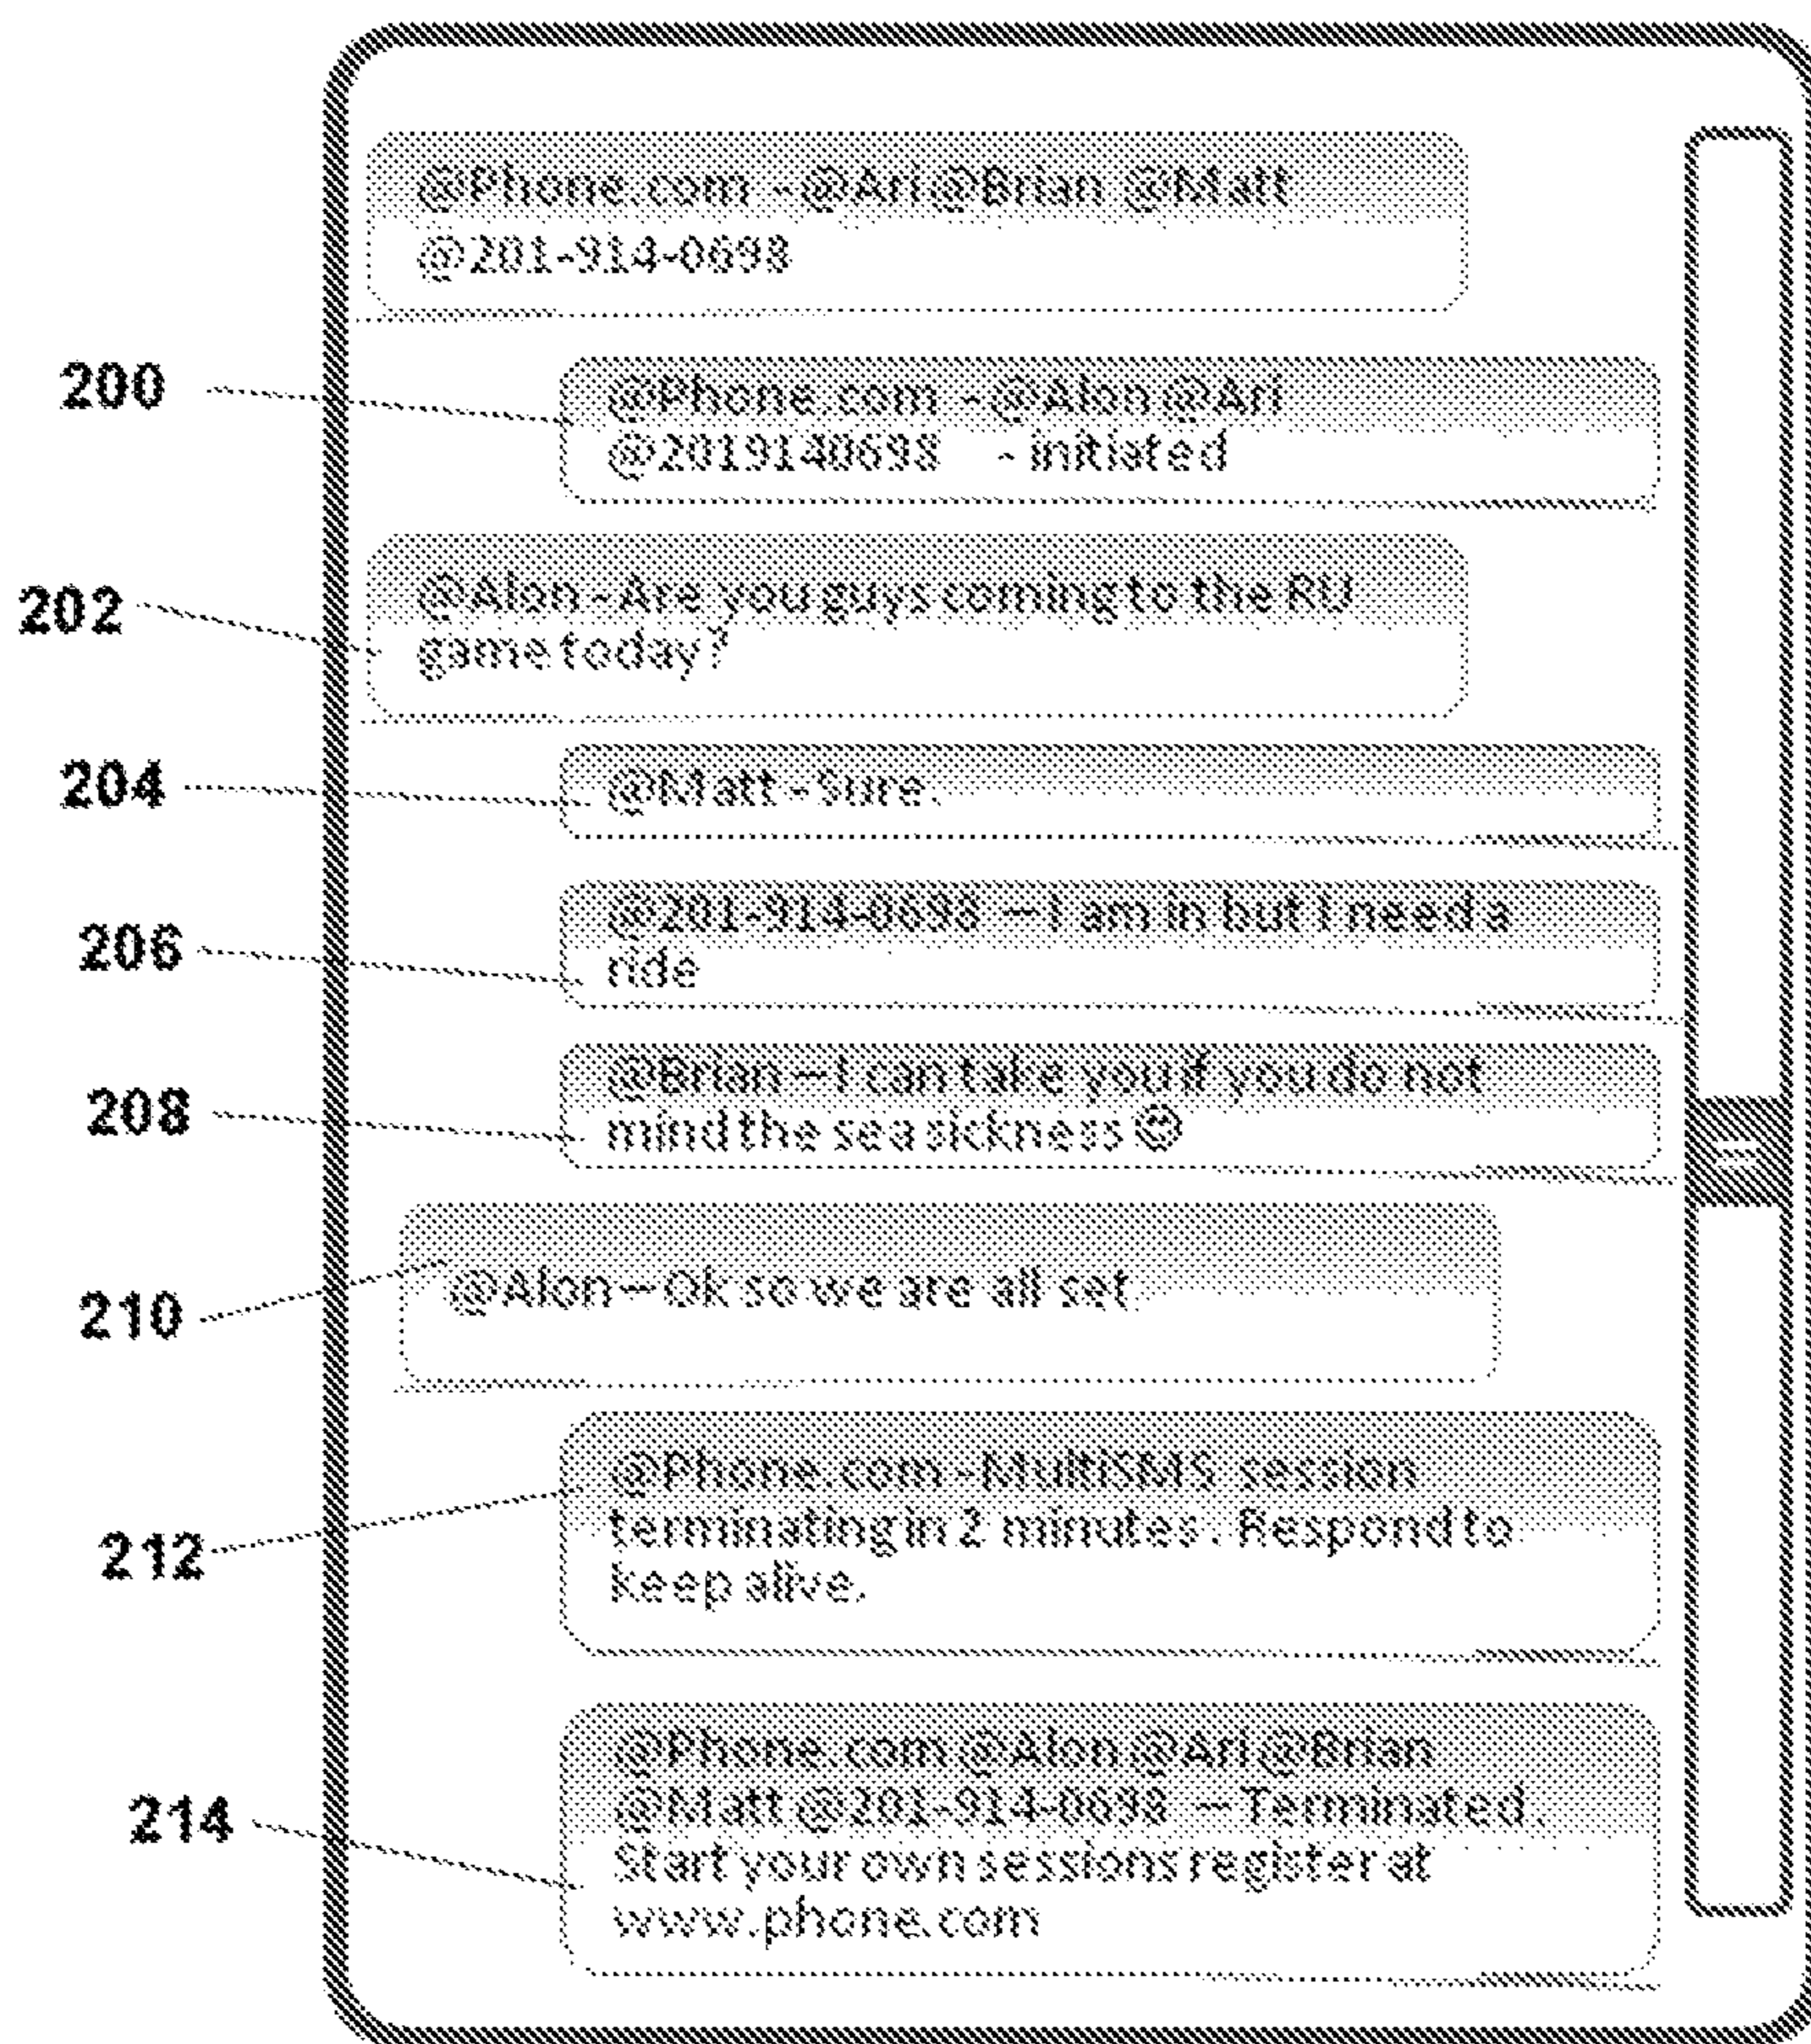 @Phone.com - @Ari @Brian @Matt
@201-914-0698
200
@Phone.com - @Alon @Ari
@2019140698 - initiated
202
@Alon - Are you guys coming to the RU
game today?
204
@Matt - Sure.
206
@201-914-0698 – I am in but I need a
ride
208
@Brian – I can take you if you do not
mind the sea sickness ☺
210
@Alon – Ok so we are all set
212
@Phone.com - MultiSMS session
terminating in 2 minutes. Respond to
keep alive.
214
@Phone.com @Alon @Ari @Brian
@Matt @201-914-0698 – Terminated.
Start your own sessions register at
www.phone.com